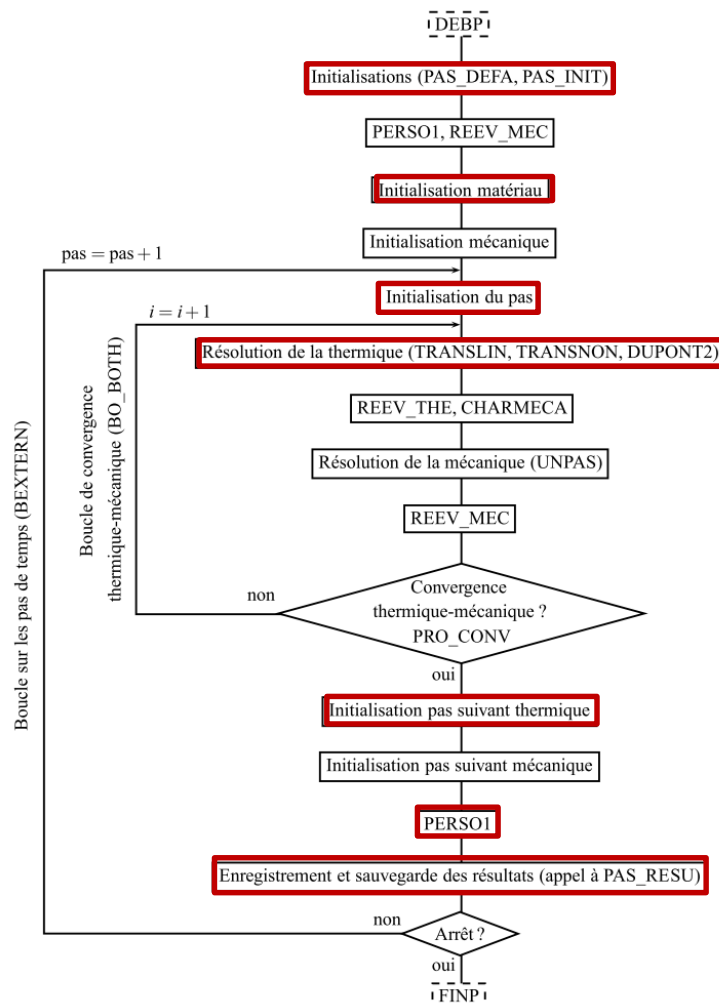 DEBP
Initialisations (PAS_DEFA, PAS_INIT)
PERSO1, REEV_MEC
Initialisation matériau
Initialisation mécanique
pas = pas + 1
Initialisation du pas
i = i + 1
Résolution de la thermique (TRANSLIN, TRANSNON, DUPONT2)
REEV_THE, CHARMECA
Résolution de la mécanique (UNPAS)
REEV_MEC
Boucle de convergence
thermique-mécanique (BO_BOTH)
Boucle sur les pas de temps (BEXTERN)
non
Convergence
thermique-mécanique ?
PRO_CONV
oui
Initialisation pas suivant thermique
Initialisation pas suivant mécanique
PERSO1
Enregistrement et sauvegarde des résultats (appel à PAS_RESU)
non
Arrêt ?
oui
FINP